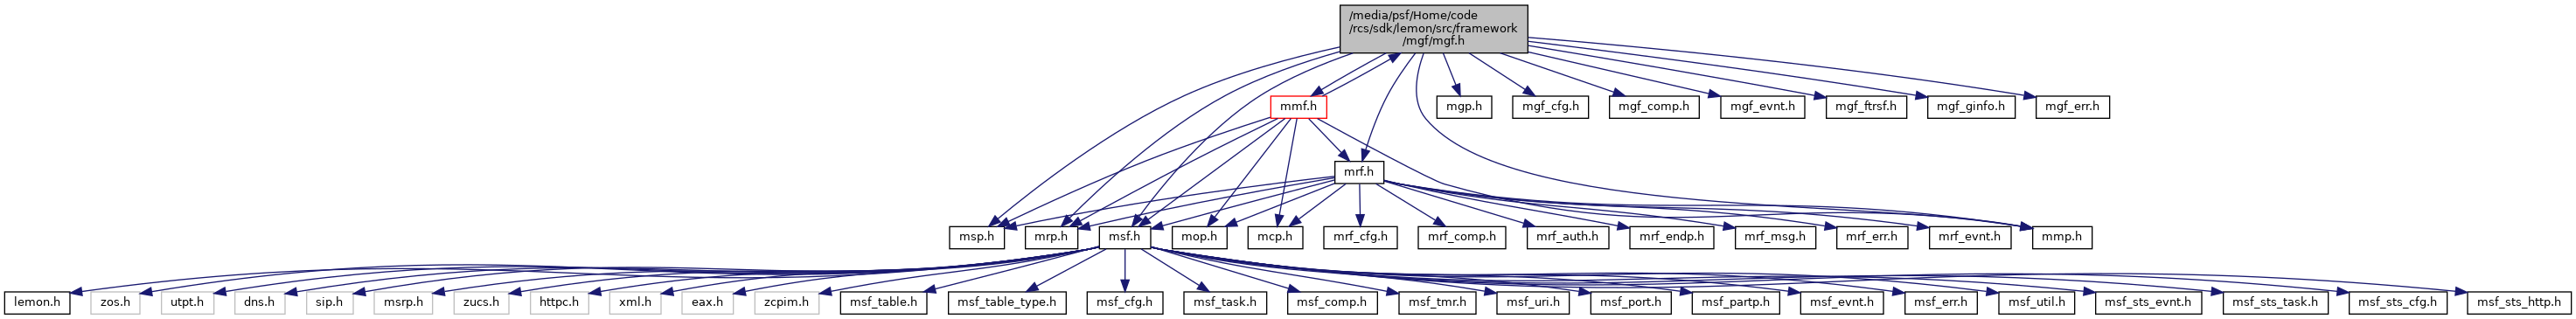 /media/psf/Home/code
/rcs/sdk/lemon/src/framework
/mgf/mgf.h
mmf.h
mgp.h
mgf_cfg.h
mgf_comp.h
mgf_evnt.h
mgf_ftrsf.h
mgf_ginfo.h
mgf_err.h
mrf.h
msp.h
mrp.h
msf.h
mop.h
mcp.h
mrf_cfg.h
mrf_comp.h
mrf_auth.h
mrf_endp.h
mrf_msg.h
mrf_err.h
mrf_evnt.h
mmp.h
lemon.h
zos.h
utpt.h
dns.h
sip.h
msrp.h
zucs.h
httpc.h
xml.h
eax.h
zcpim.h
msf_table.h
msf_table_type.h
msf_cfg.h
msf_task.h
msf_comp.h
msf_tmr.h
msf_uri.h
msf_port.h
msf_partp.h
msf_evnt.h
msf_err.h
msf_util.h
msf_sts_evnt.h
msf_sts_task.h
msf_sts_cfg.h
msf_sts_http.h